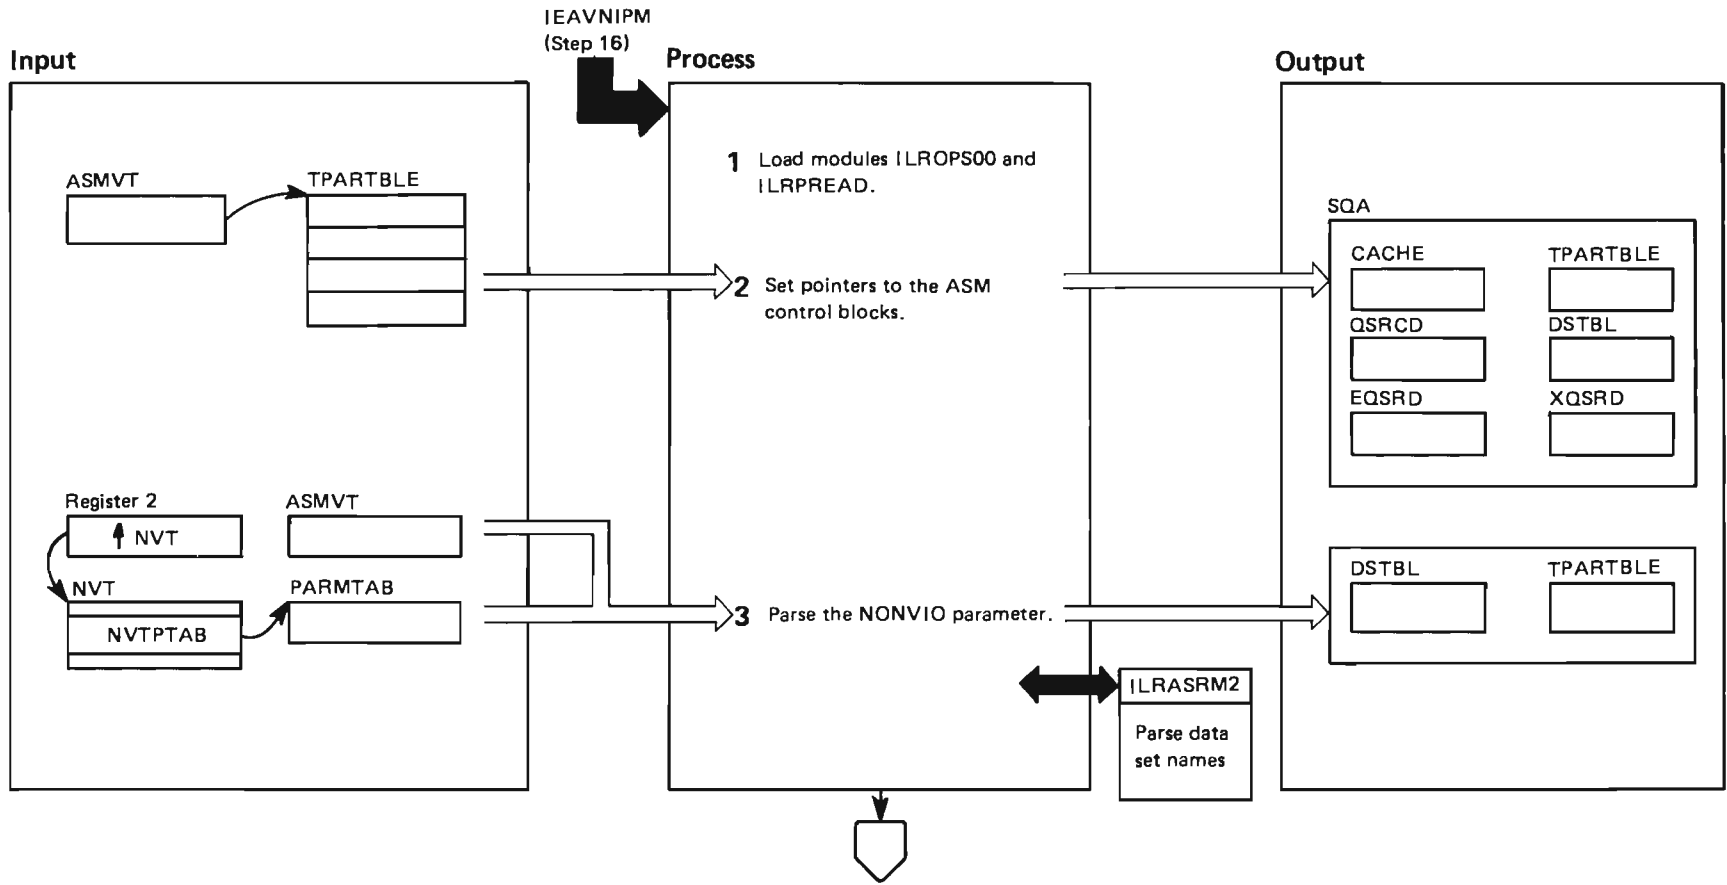 IEAVNIPM
(Step 16)
Input
Process
Output
1 Load modules ILROPS00 and
ILRPREAD.
ASMVT
TPARTBLE
SQA
CACHE
TPARTBLE
2 Set pointers to the ASM
control blocks.
QSRCD
DSTBL
EQSRD
XQSRD
Register 2
ASMVT
NVT
NVT
PARMTAB
NVTPTAB
3 Parse the NONVIO parameter.
DSTBL
TPARTBLE
ILRASRM2
Parse data
set names